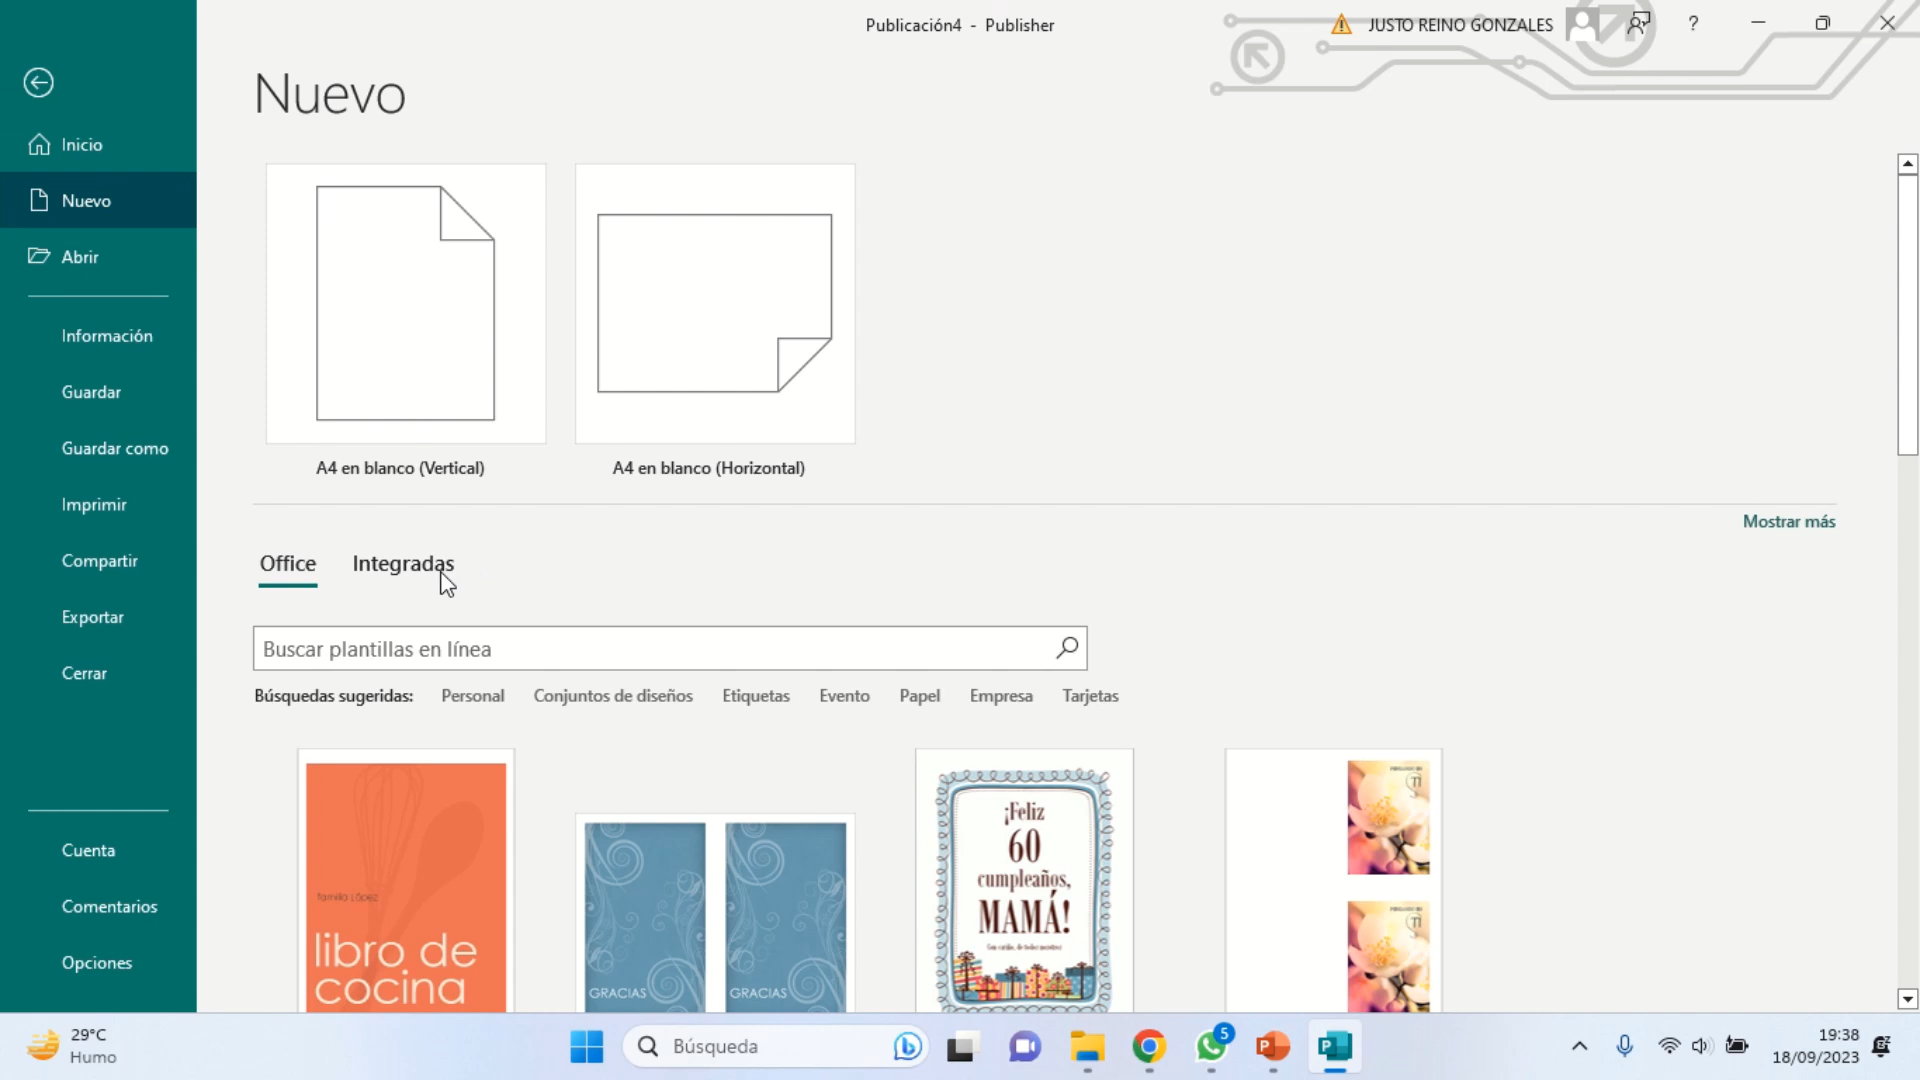 Publicación4 - Publisher
JUSTO REINO GONZALES
?
Nuevo
Inicio
Nuevo
Abrir
Información
Guardar
Guardar como
Imprimir
Compartir
Exportar
Cerrar
Cuenta
Comentarios
Opciones
A4 en blanco (Vertical)
A4 en blanco (Horizontal)
Mostrar más
Office
Integradas
Buscar plantillas en línea
Búsquedas sugeridas:
Personal
Conjuntos de diseños
Etiquetas
Evento
Papel
Empresa
Tarjetas
familia López
libro de
cocina
GRACIAS
GRACIAS
¡Feliz
60
cumpleaños,
MAMÁ!
29°C
Humo
Búsqueda
5
19:38
18/09/2023